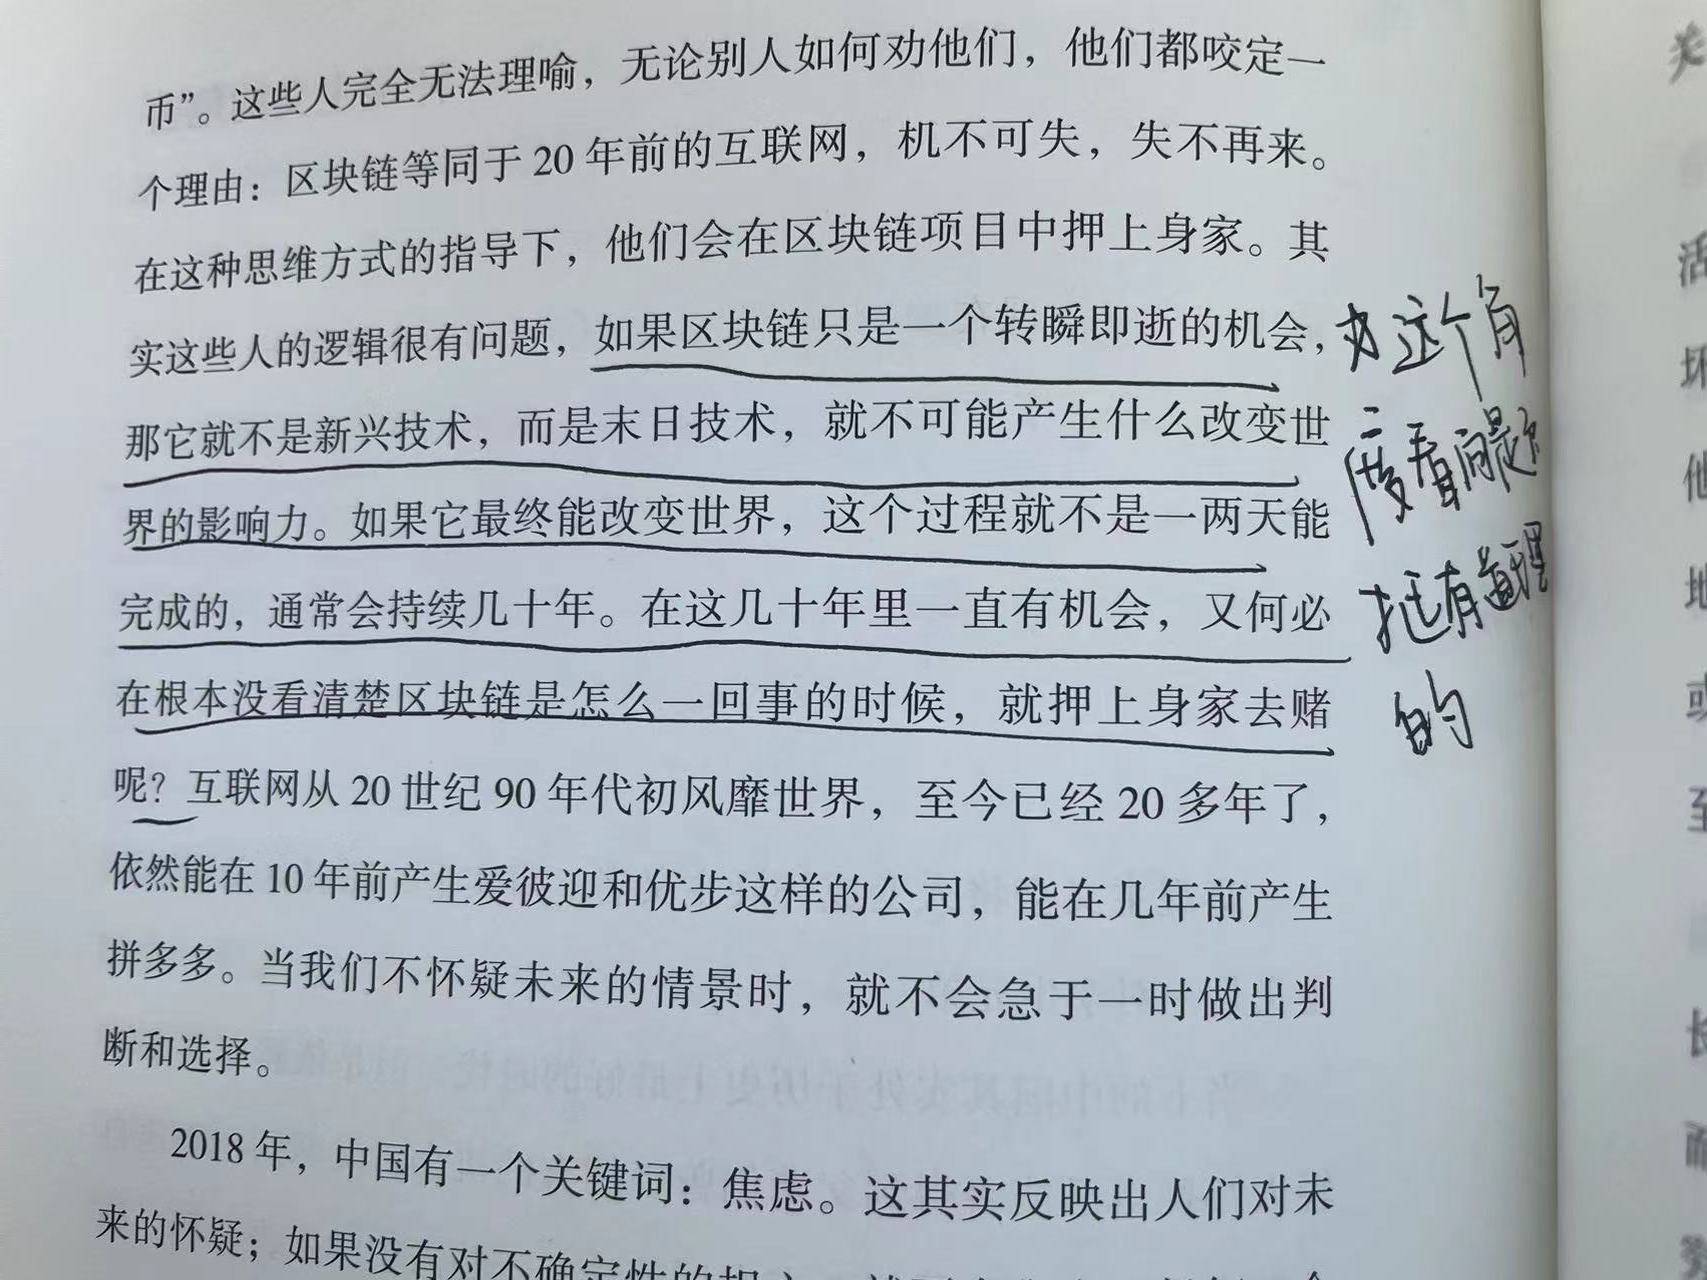 币”。这些人完全无法理喻，无论别人如何劝他们，他们都咬定一
个理由：区块链等同于 20 年前的互联网，机不可失，失不再来。
在这种思维方式的指导下，他们会在区块链项目中押上身家。其
实这些人的逻辑很有问题，如果区块链只是一个转瞬即逝的机会，
那它就不是新兴技术，而是末日技术，就不可能产生什么改变世
界的影响力。如果它最终能改变世界，这个过程就不是一两天能
完成的，通常会持续几十年。在这几十年里一直有机会，又何必
在根本没看清楚区块链是怎么一回事的时候，就押上身家去赌
呢？互联网从 20 世纪 90 年代初风靡世界，至今已经 20 多年了，
依然能在 10 年前产生爱彼迎和优步这样的公司，能在几年前产生
拼多多。当我们不怀疑未来的情景时，就不会急于一时做出判
断和选择。
2018 年，中国有一个关键词：焦虑。这其实反映出人们对未
来的怀疑；如果没有对不确定性的
这个角
度看问题
挺有道理
的